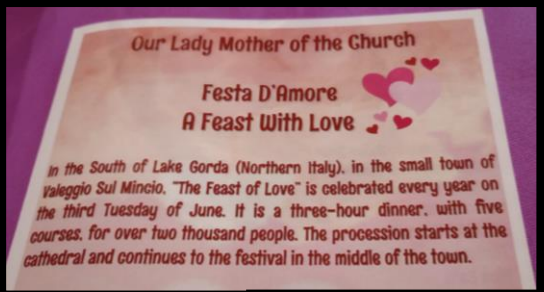 Our Lady Mother of the Church
Festa D'Amore
A Feast With Love
In the South of Lake Gorda (Northern Italy), in the small town of
Valeggio Sul Mincio, "The Feast of Love" is celebrated every year on
the third Tuesday of June. It is a three-hour dinner, with five
courses, for over two thousand people. The procession starts at the
cathedral and continues to the festival in the middle of the town.